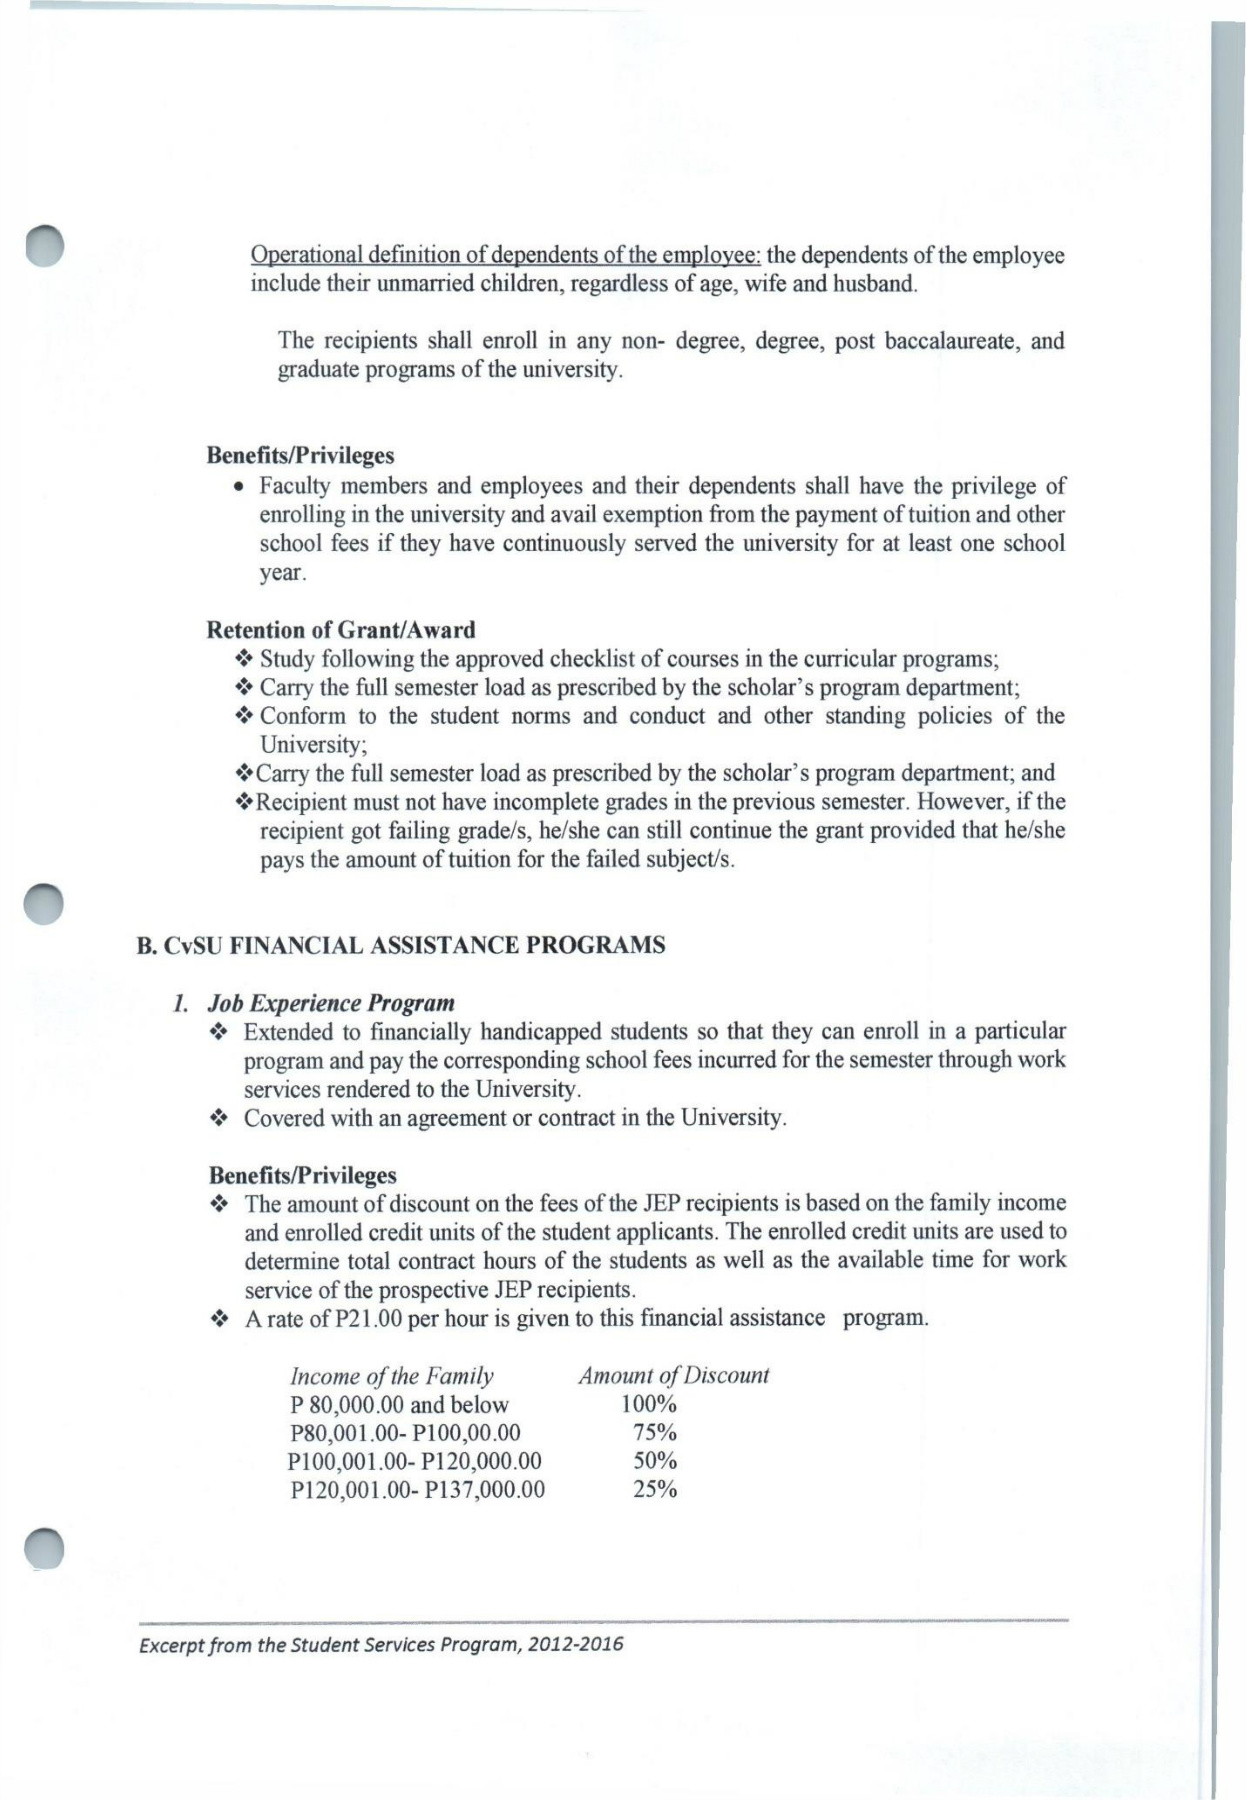 Operational definition of dependents of the employee: the dependents of the employee
include their unmarried children, regardless of age, wife and husband.
The recipients shall enroll in any non- degree, degree, post baccalaureate, and
graduate programs of the university.
Benefits/Privileges
• Faculty members and employees and their dependents shall have the privilege of
enrolling in the university and avail exemption from the payment of tuition and other
school fees if they have continuously served the university for at least one school
year.
Retention of Grant/Award
❖ Study following the approved checklist of courses in the curricular programs;
❖ Carry the full semester load as prescribed by the scholar's program department;
❖ Conform to the student norms and conduct and other standing policies of the
University;
❖Carry the full semester load as prescribed by the scholar's program department; and
❖Recipient must not have incomplete grades in the previous semester. However, if the
recipient got failing grade/s, he/she can still continue the grant provided that he/she
pays the amount of tuition for the failed subject/s.
B. CvSU FINANCIAL ASSISTANCE PROGRAMS
1. Job Experience Program
❖ Extended to financially handicapped students so that they can enroll in a particular
program and pay the corresponding school fees incurred for the semester through work
services rendered to the University.
❖ Covered with an agreement or contract in the University.
Benefits/Privileges
❖ The amount of discount on the fees of the JEP recipients is based on the family income
and enrolled credit units of the student applicants. The enrolled credit units are used to
determine total contract hours of the students as well as the available time for work
service of the prospective JEP recipients.
❖ A rate of P21.00 per hour is given to this financial assistance program.
Income of the Family Amount of Discount
P 80,000.00 and below 100%
P80,001.00- P100,00.00 75%
P100,001.00- P120,000.00 50%
P120,001.00- P137,000.00 25%
Excerpt from the Student Services Program, 2012-2016